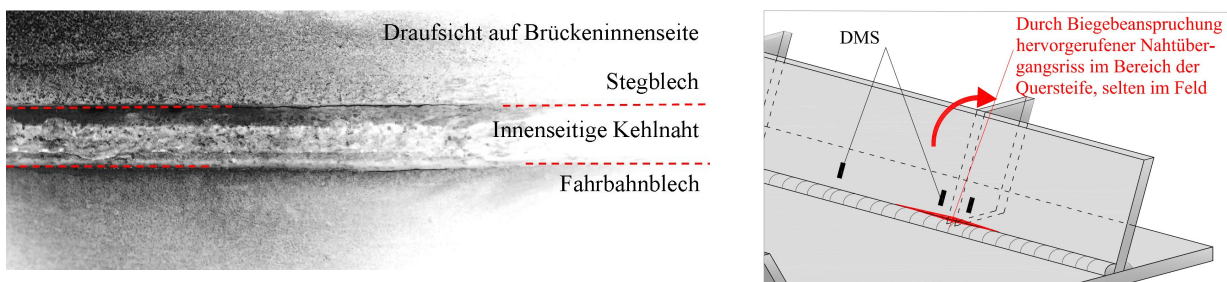 Draufsicht auf Brückeninnenseite
Stegblech
Innenseitige Kehlnaht
Fahrbahnblech
DMS
Durch Biegebeanspruchung
hervorgerufener Nahtüber-
gangsriss im Bereich der
Quersteife, selten im Feld